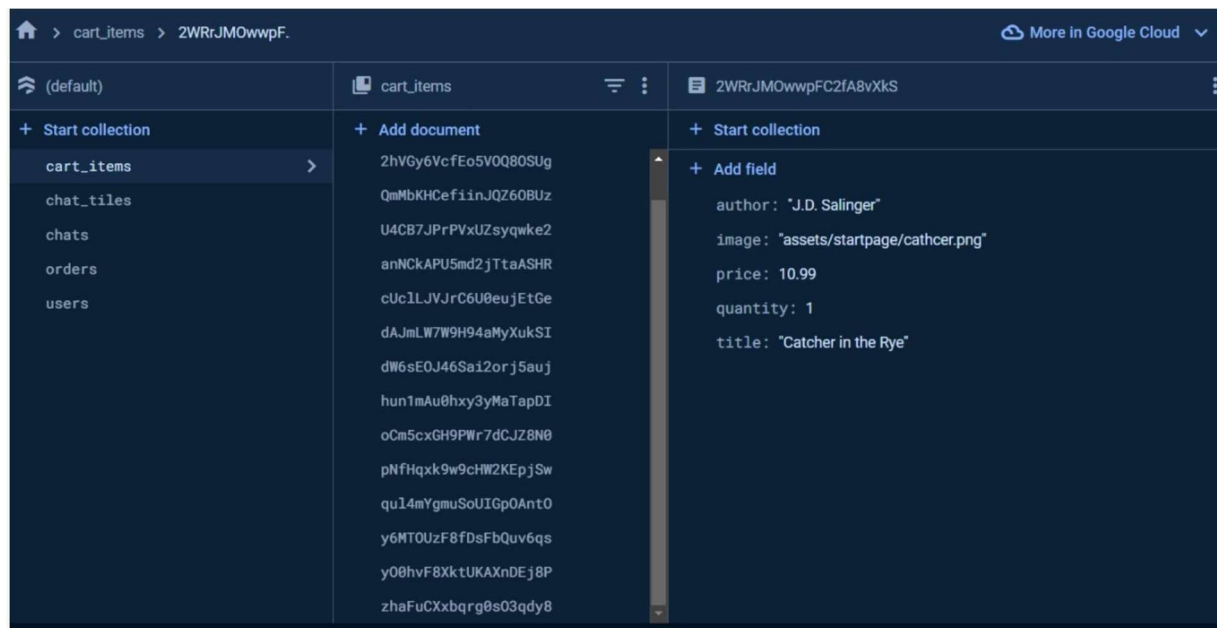 cart_items > 2WRrJMOwwpF.
More in Google Cloud
(default)
+ Start collection
cart_items
chat_tiles
chats
orders
users
cart_items
+ Add document
2hVGy6VcfEo5VOQ8OSUg
QmMbKHCefiinJQZ6OBUz
U4CB7JPrPVxUZsyqwke2
anNCkAPU5md2jTtaASHR
cUclLJVJrC6U0eujEtGe
dAJmLW7W9H94aMyXukSI
dW6sEOJ46Sai2orj5auj
hun1mAu0hxy3yMaTapDI
oCm5cxGH9PWr7dCJZ8N0
pNfHqxk9w9cHW2KEpjSw
qul4mYgmuSoUIGpOAntO
y6MTOUzF8fDsFbQuv6qs
yO0hvF8XktUKAXnDEj8P
zhaFuCXxbqrg0sO3qdy8
2WRrJMOwwpFC2fA8vXkS
+ Start collection
+ Add field
author: "J.D. Salinger"
image: "assets/startpage/cathcer.png"
price: 10.99
quantity: 1
title: "Catcher in the Rye"